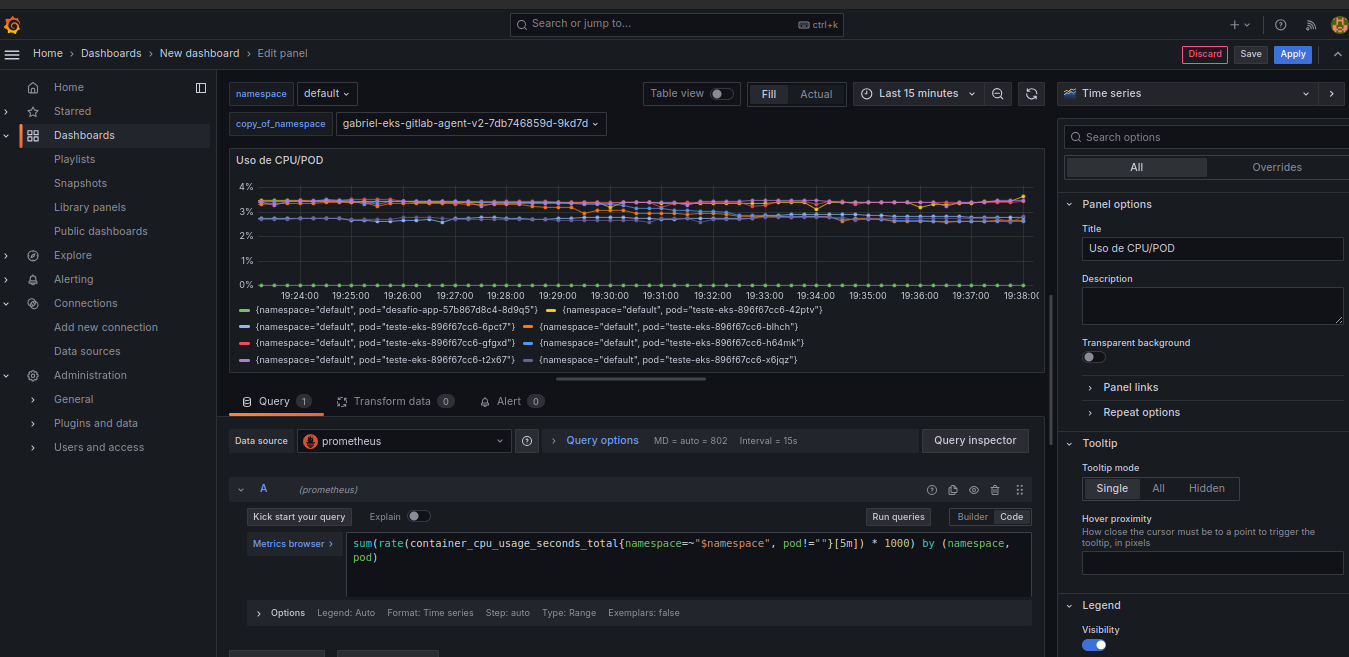 Search or jump to...
ctrl+k
Home › Dashboards › New dashboard › Edit panel
Discard
Save
Apply
Home
Starred
Dashboards
Playlists
Snapshots
Library panels
Public dashboards
Explore
Alerting
Connections
Add new connection
Data sources
Administration
General
Plugins and data
Users and access
namespace
default
Table view
Fill
Actual
Last 15 minutes
copy_of_namespace
gabriel-eks-gitlab-agent-v2-7db746859d-9kd7d
Uso de CPU/POD
4%
3%
2%
1%
0%
19:24:00 19:25:00 19:26:00 19:27:00 19:28:00 19:29:00 19:30:00 19:31:00 19:32:00 19:33:00 19:34:00 19:35:00 19:36:00 19:37:00 19:38:00
{namespace="default", pod="desafio-app-57b867d8c4-8d9q5"} {namespace="default", pod="teste-eks-896f67cc6-42ptv"}
{namespace="default", pod="teste-eks-896f67cc6-6pct7"} {namespace="default", pod="teste-eks-896f67cc6-blhch"}
{namespace="default", pod="teste-eks-896f67cc6-gfgxd"} {namespace="default", pod="teste-eks-896f67cc6-h64mk"}
{namespace="default", pod="teste-eks-896f67cc6-t2x67"} {namespace="default", pod="teste-eks-896f67cc6-x6jqz"}
Query 1
Transform data 0
Alert 0
Data source
prometheus
Query options
MD = auto = 802
Interval = 15s
Query inspector
A
(prometheus)
Kick start your query
Explain
Run queries
Builder
Code
Metrics browser ›
sum(rate(container_cpu_usage_seconds_total{namespace=~"$namespace", pod!=""}[5m]) * 1000) by (namespace,
pod)
Options
Legend: Auto
Format: Time series
Step: auto
Type: Range
Exemplars: false
Time series
Search options
All
Overrides
Panel options
Title
Uso de CPU/POD
Description
Transparent background
Panel links
Repeat options
Tooltip
Tooltip mode
Single
All
Hidden
Hover proximity
How close the cursor must be to a point to trigger the
tooltip, in pixels
Legend
Visibility